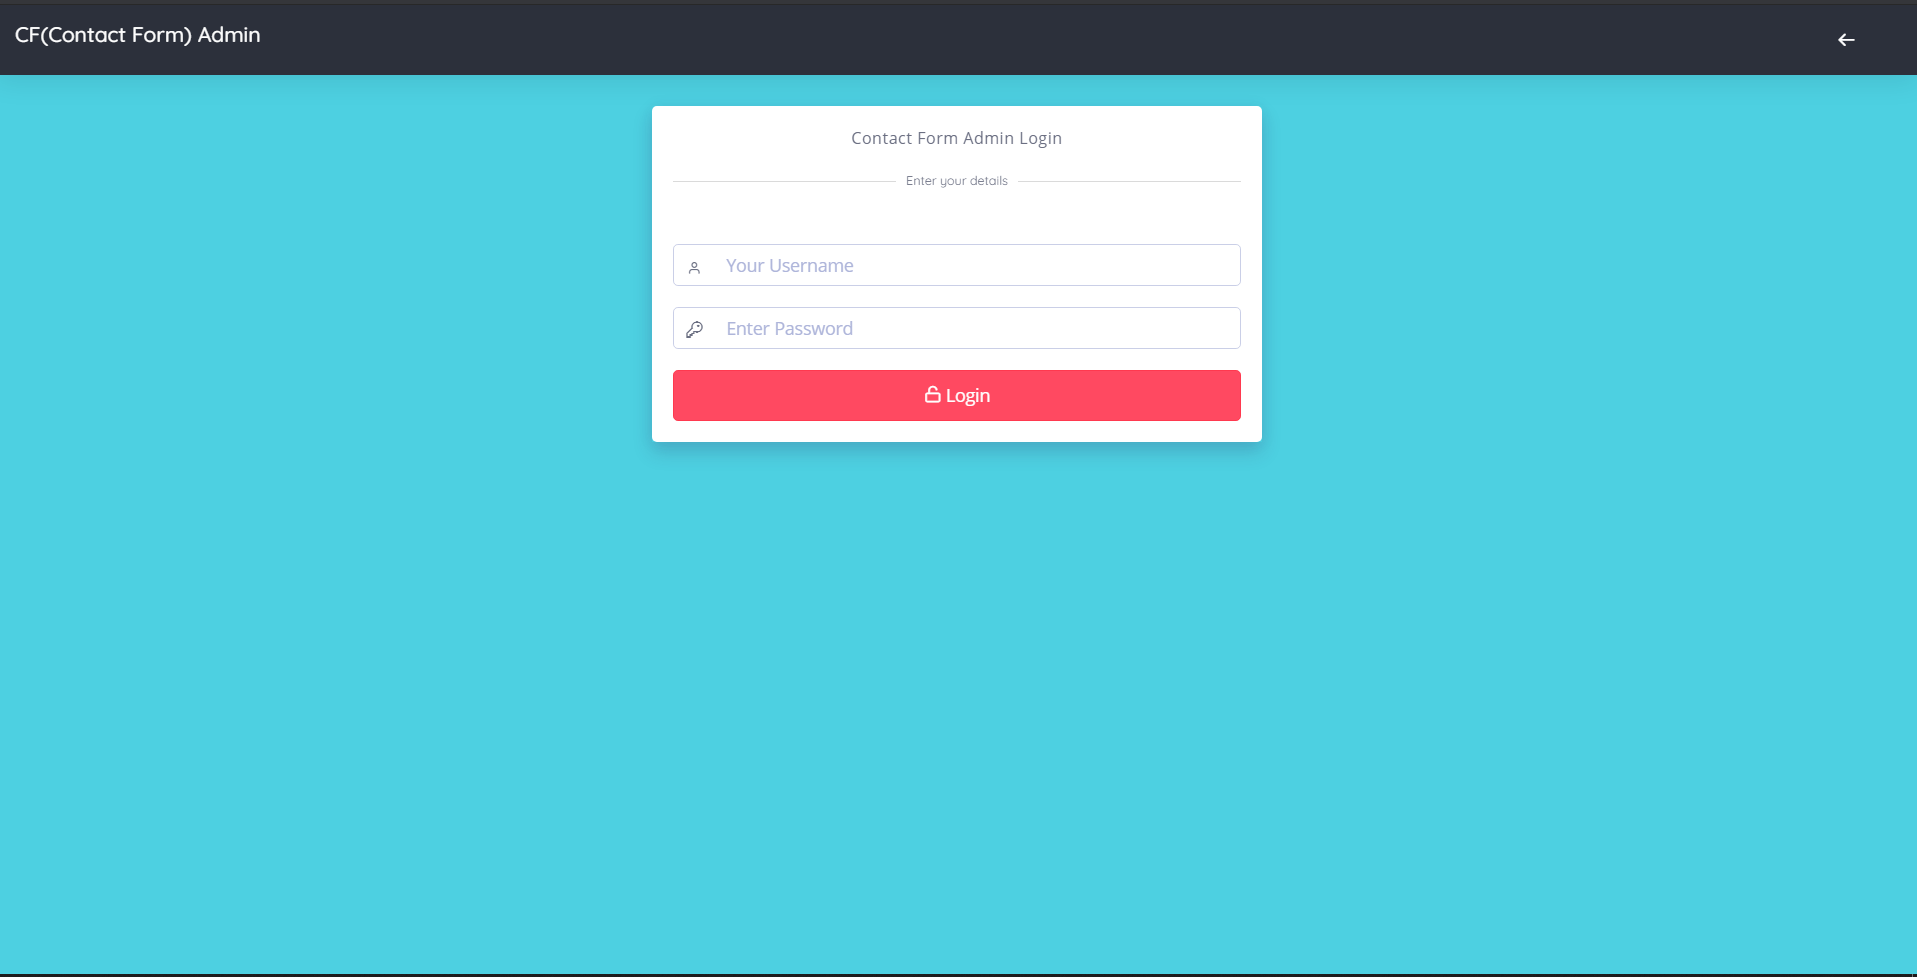 CF(Contact Form) Admin
Contact Form Admin Login
Enter your details
Your Username
Enter Password
Login